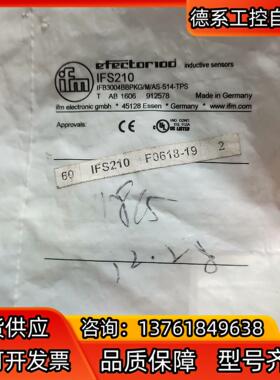 德系工控自
ifm
efector100
inductive sensors
IFS210
IFB3004BBPKG/M/AS-514-TPS
T AB 1606 912578
Made in Germany
ifm electronic gmbh * 45128 Essen * Germany
www.ifm.com
Approvals:
CE
69 IFS210 F0618-19 2
12.28
货供应
咨询：13761849638
可开发票
品质保障
型号齐